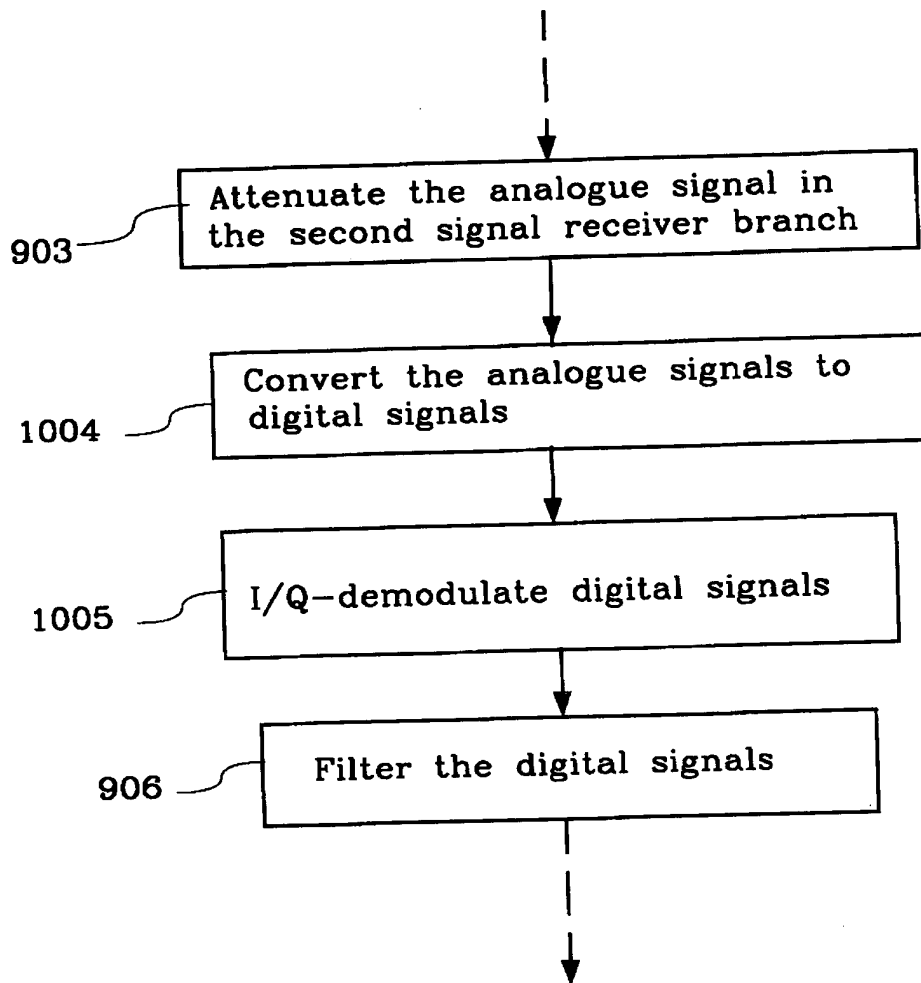 Attenuate the analogue signal in
the second signal receiver branch
903
Convert the analogue signals to
digital signals
1004
I/Q-demodulate digital signals
1005
Filter the digital signals
906